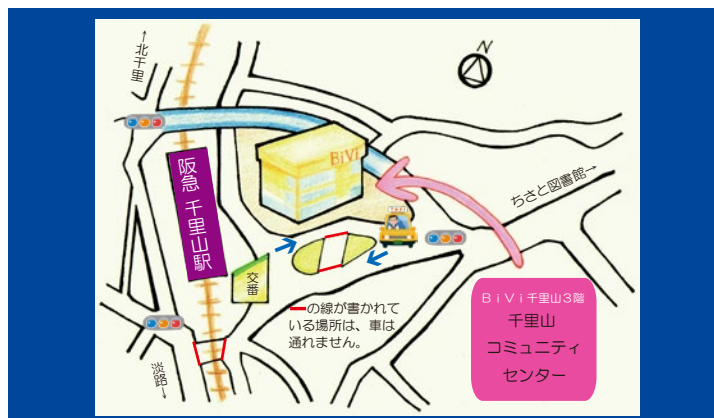 N
←北千里
BiVi
阪急 千里山駅
ちさと図書館→
交番
BiVi千里山3階
千里山
コミュニティ
センター
ーの線が書かれて
いる場所は、車は
通れません。
淡路→